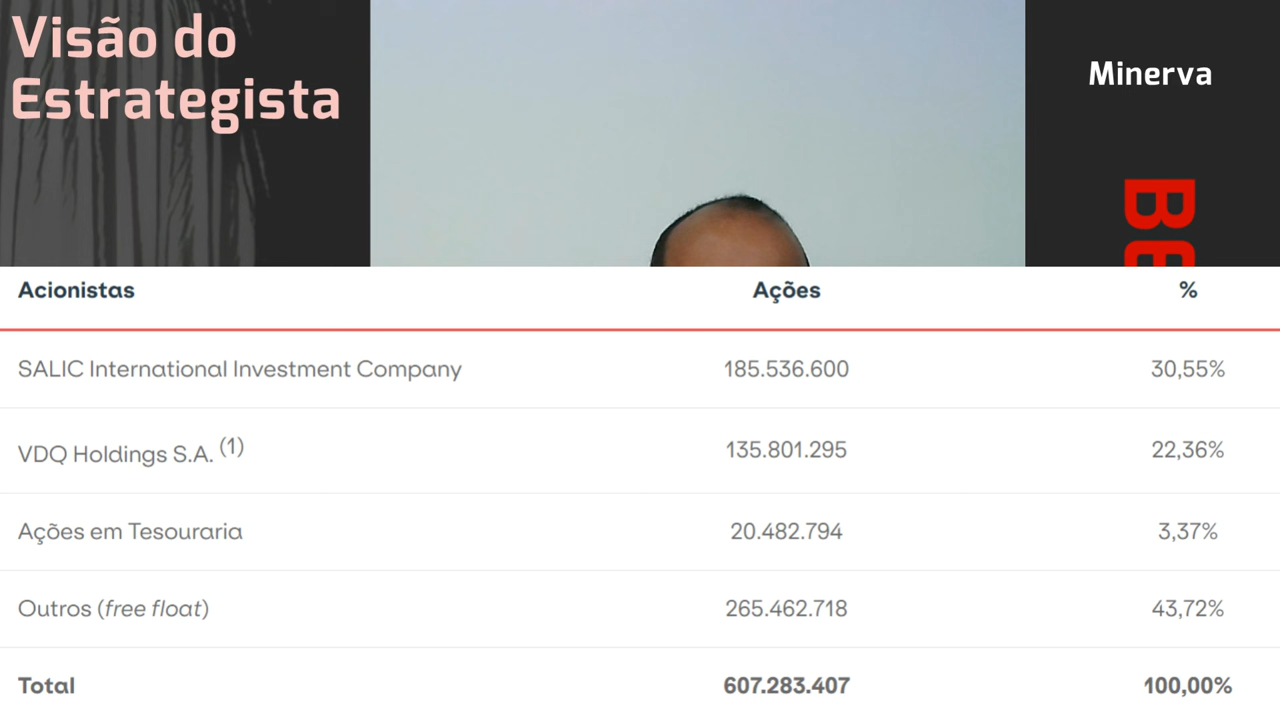 Visão do
Estrategista
Minerva
BE
Acionistas Ações %
SALIC International Investment Company 185.536.600 30,55%
VDQ Holdings S.A. (1) 135.801.295 22,36%
Ações em Tesouraria 20.482.794 3,37%
Outros (free float) 265.462.718 43,72%
Total 607.283.407 100,00%